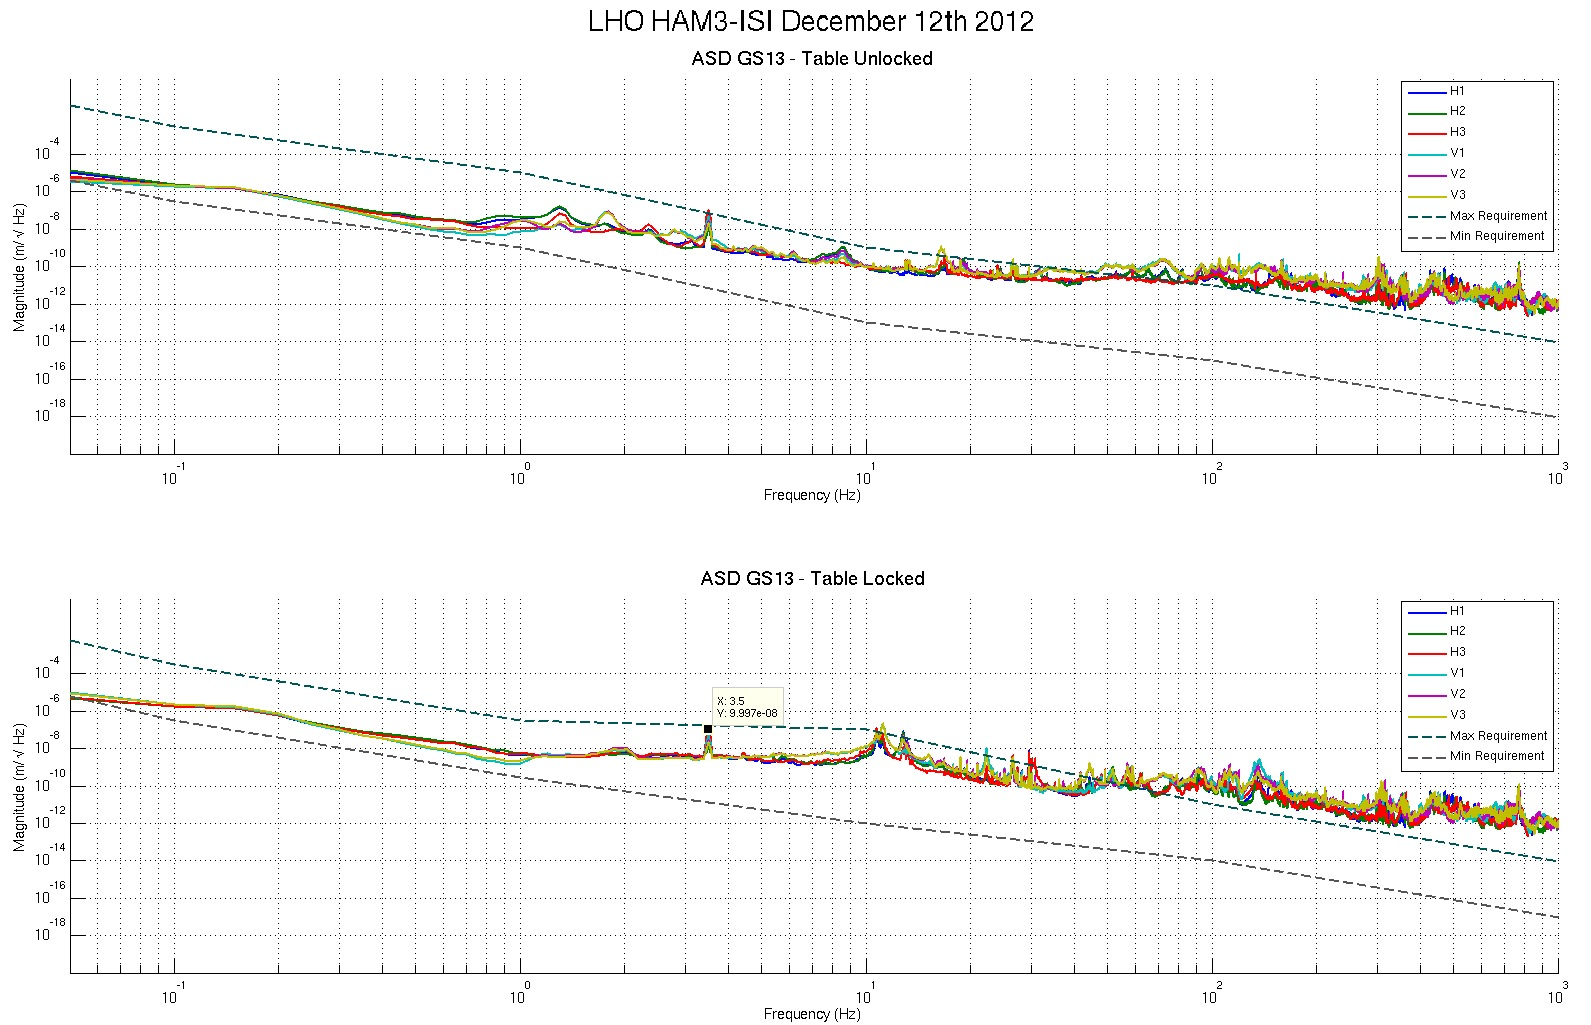 LHO HAM3-ISI December 12th 2012
ASD GS13 - Table Unlocked
Magnitude (m/ √ Hz)
10^-4
10^-6
10^-8
10^-10
10^-12
10^-14
10^-16
10^-18
H1
H2
H3
V1
V2
V3
Max Requirement
Min Requirement
10^-1
10^0
10^1
10^2
10^3
Frequency (Hz)
ASD GS13 - Table Locked
Magnitude (m/ √ Hz)
10^-4
10^-6
10^-8
10^-10
10^-12
10^-14
10^-16
10^-18
X: 3.5
Y: 9.997e-08
H1
H2
H3
V1
V2
V3
Max Requirement
Min Requirement
10^-1
10^0
10^1
10^2
10^3
Frequency (Hz)